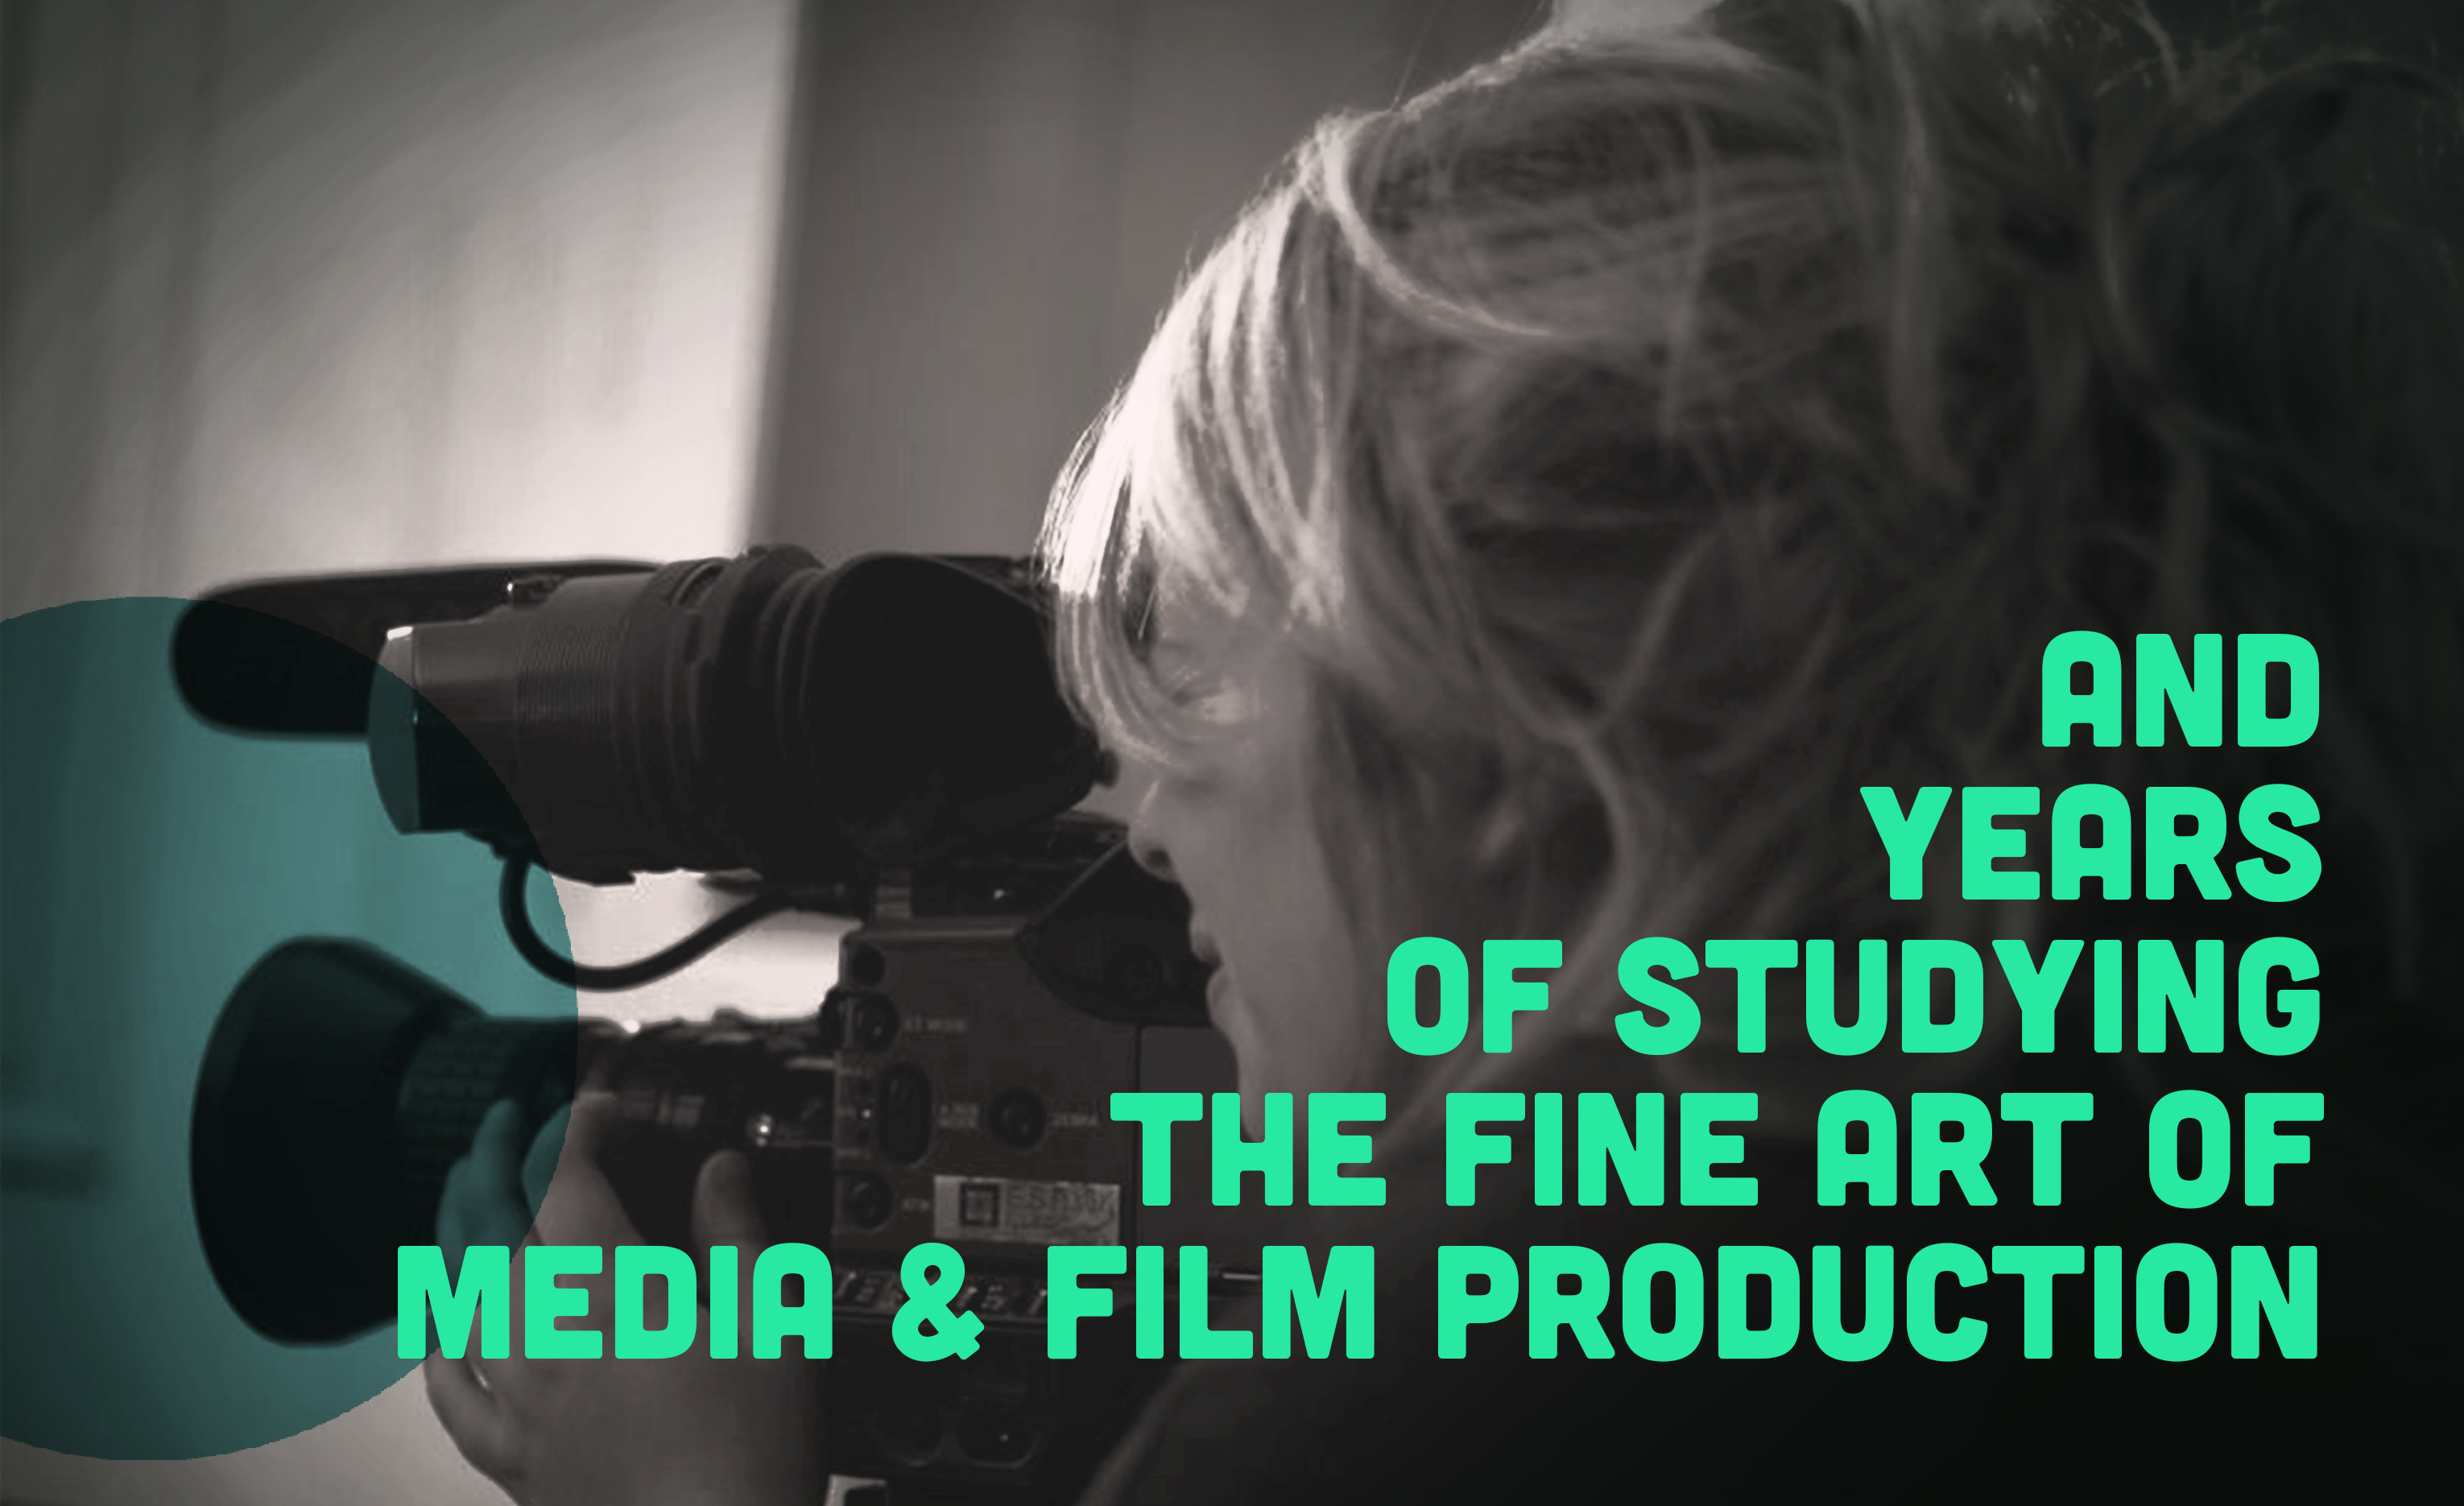 AND
YEARS
OF STUDYING
THE FINE ART OF
MEDIA & FILM PRODUCTION